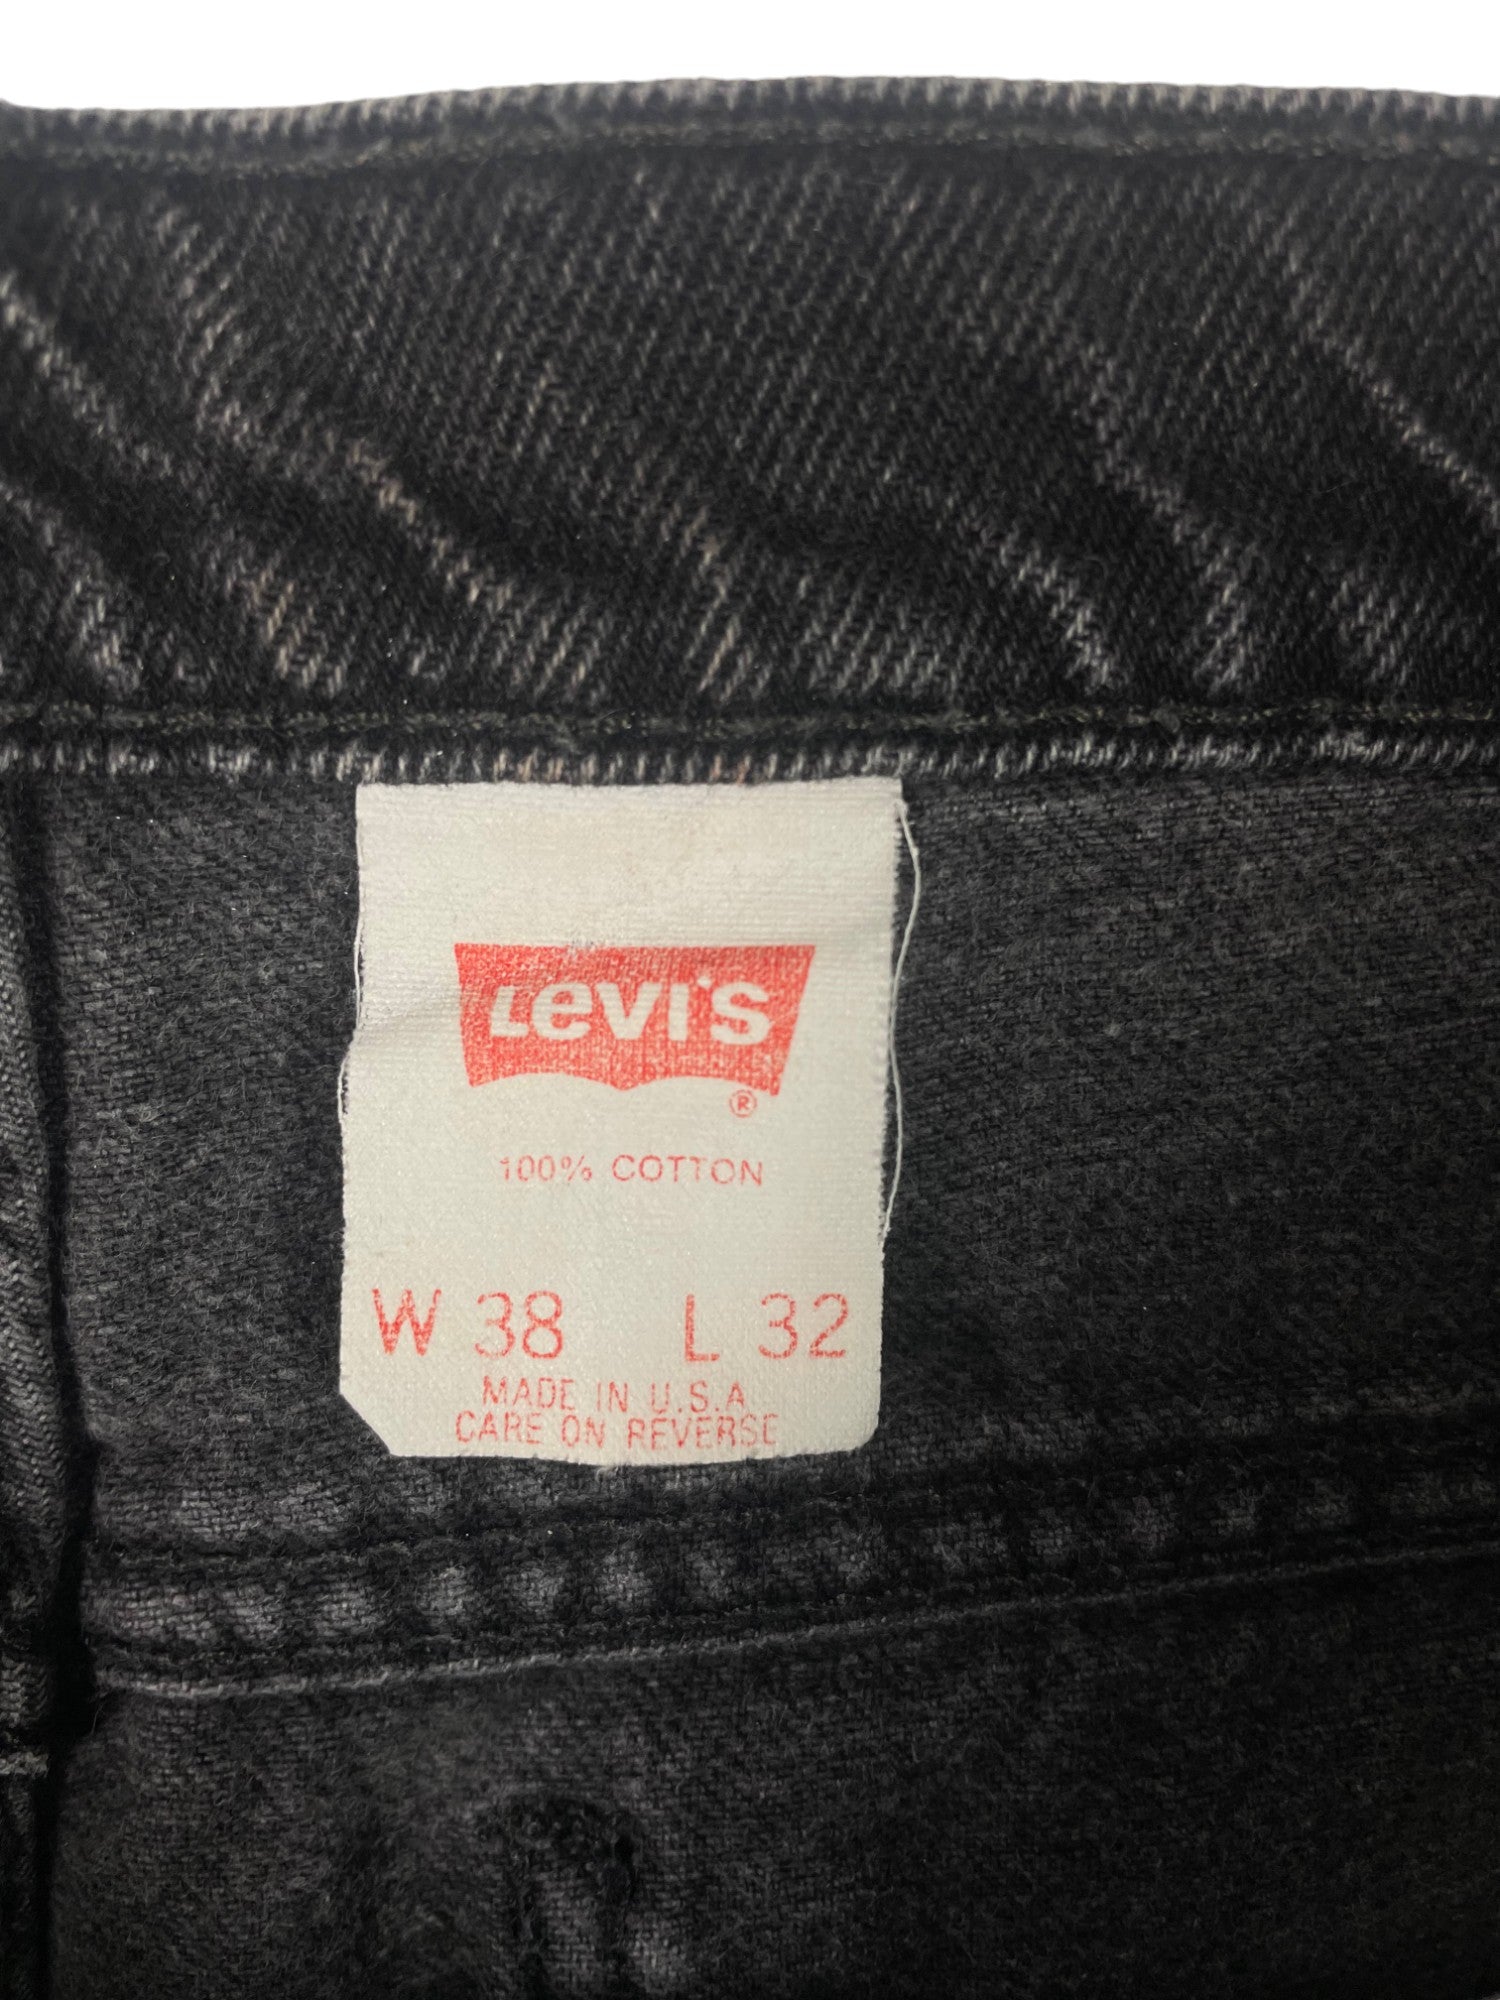 Levi's
®
100% COTTON
W 38 L 32
MADE IN U.S.A
CARE ON REVERSE